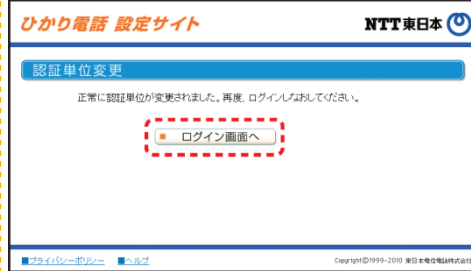 ひかり電話 設定サイト
NTT東日本
認証単位変更
正常に認証単位が変更されました。再度、ログインしなおしてください。
ログイン画面へ
プライバシーポリシー ヘルプ
Copyright©1999-2010 東日本電信電話株式会社